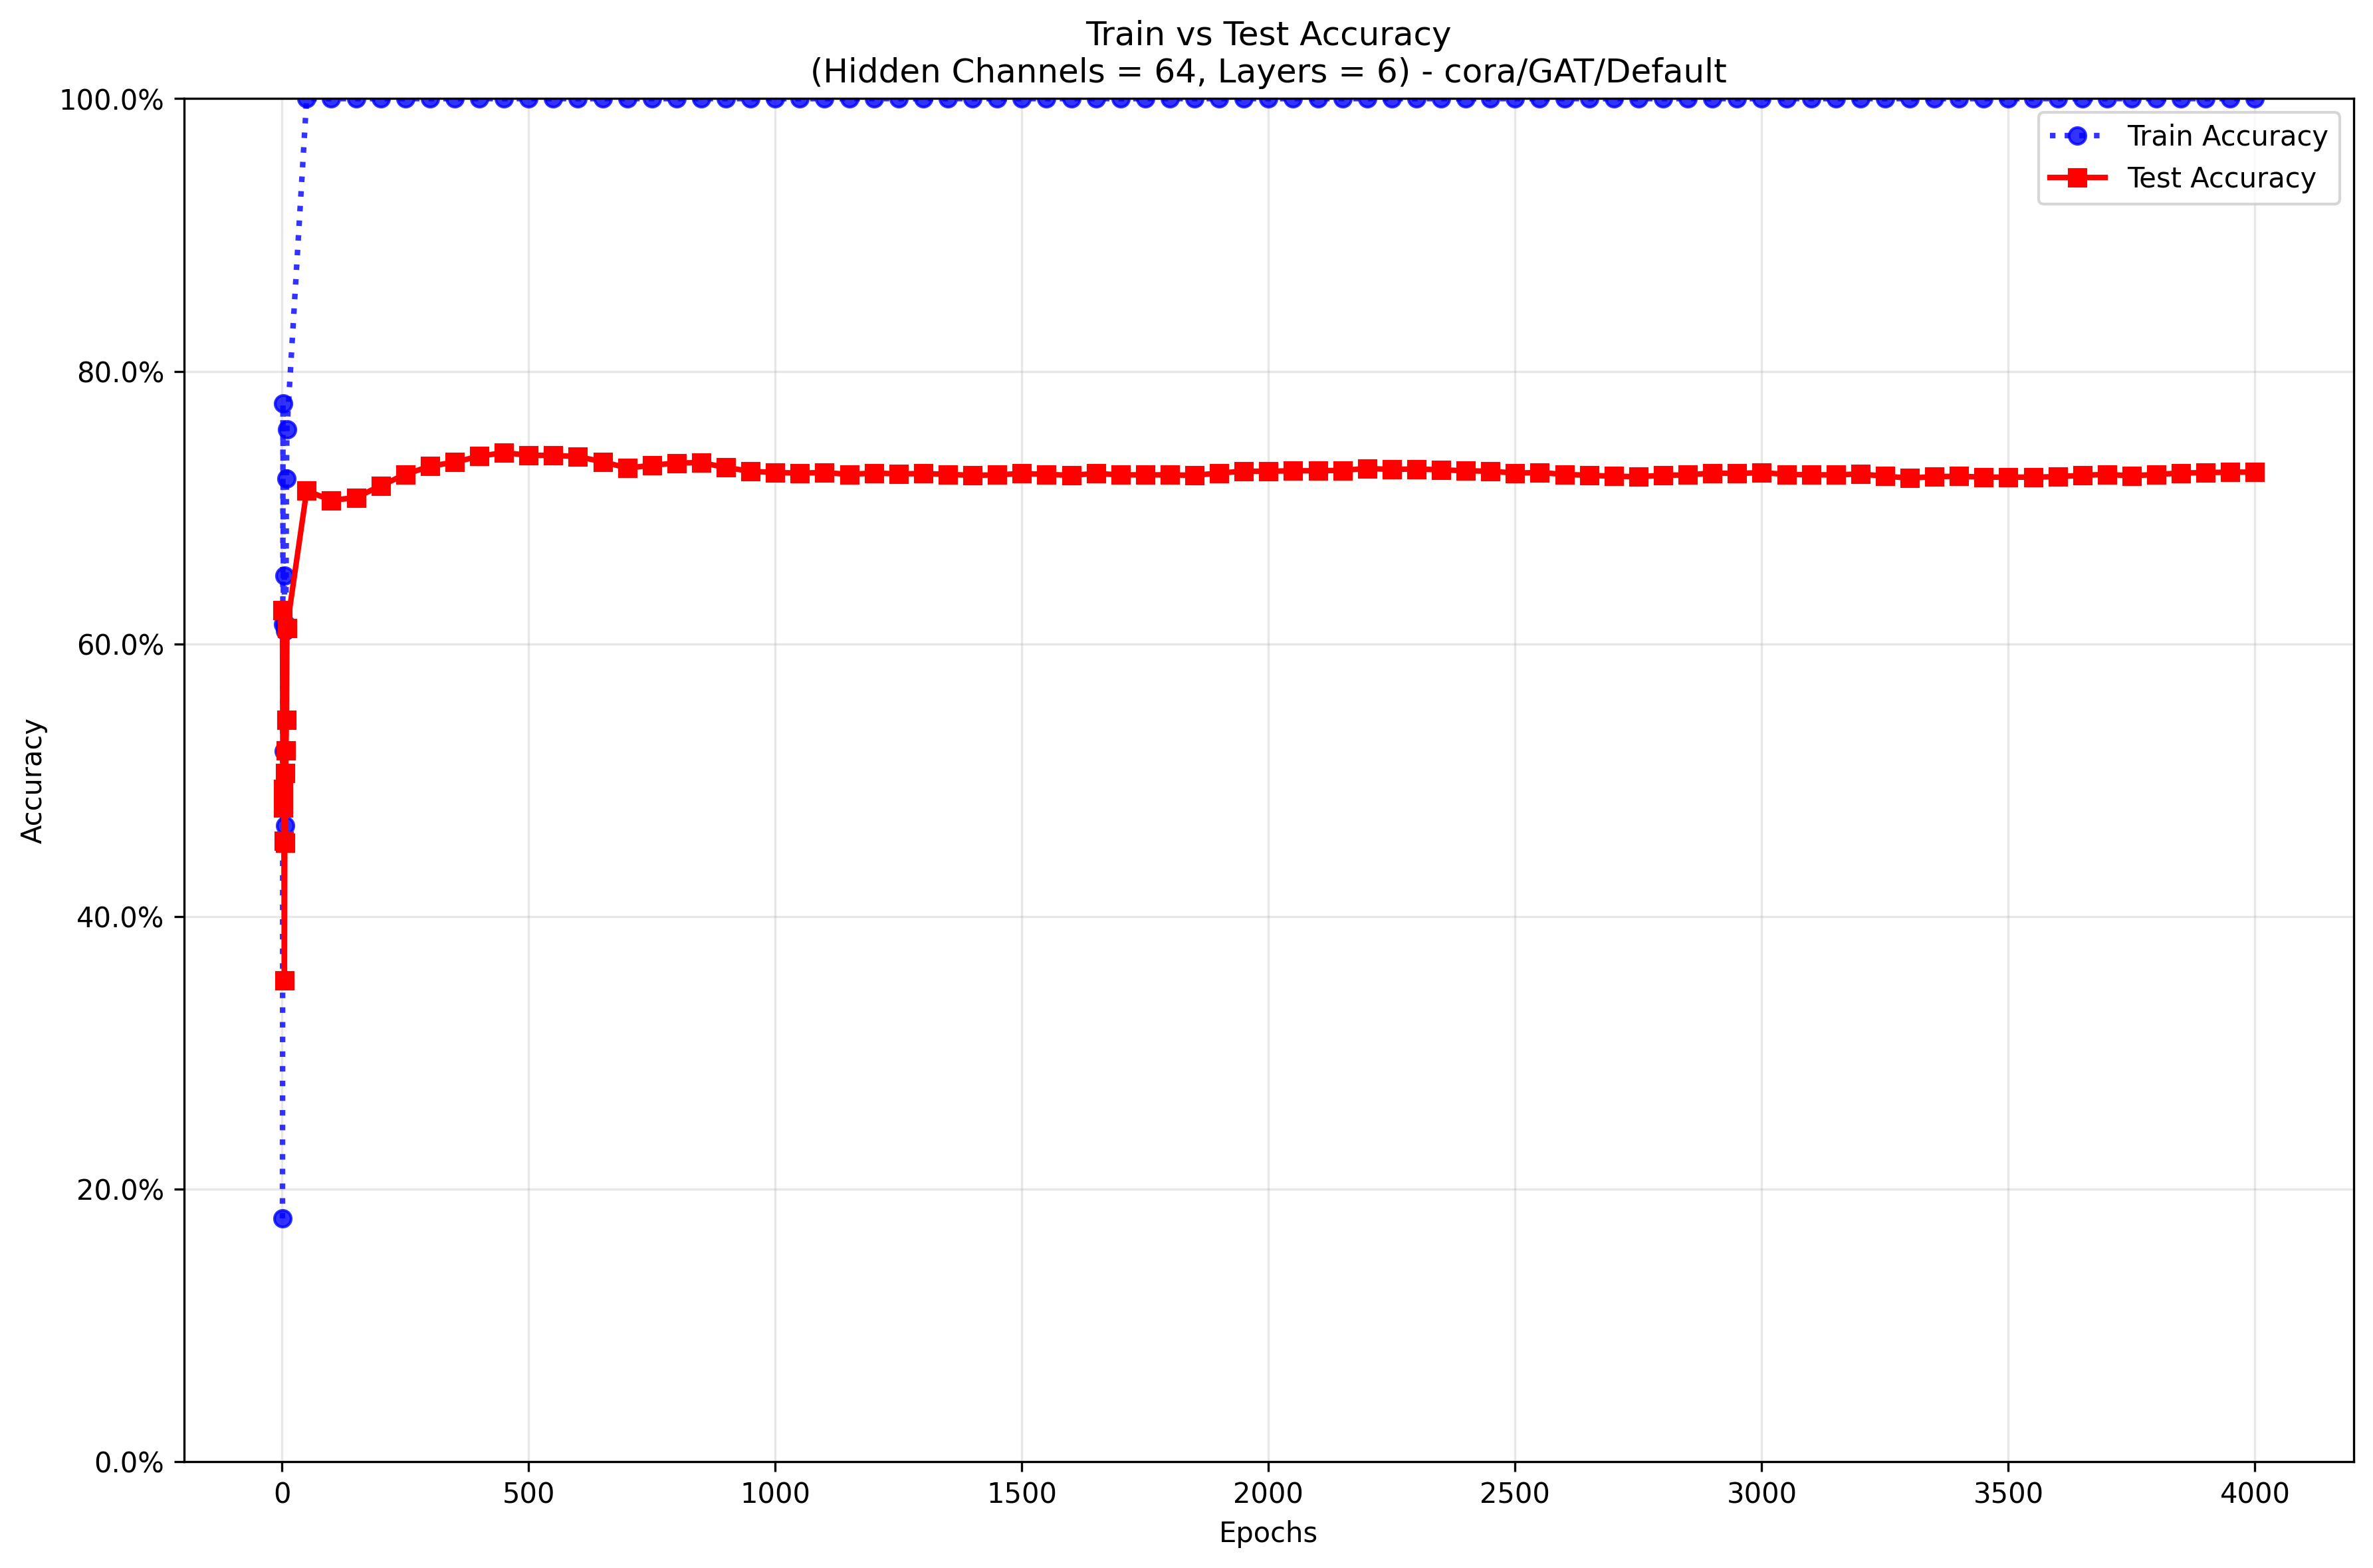 Train vs Test Accuracy
(Hidden Channels = 64, Layers = 6) - cora/GAT/Default
100.0%
80.0%
60.0%
40.0%
20.0%
0.0%
Accuracy
Train Accuracy
Test Accuracy
0 500 1000 1500 2000 2500 3000 3500 4000
Epochs